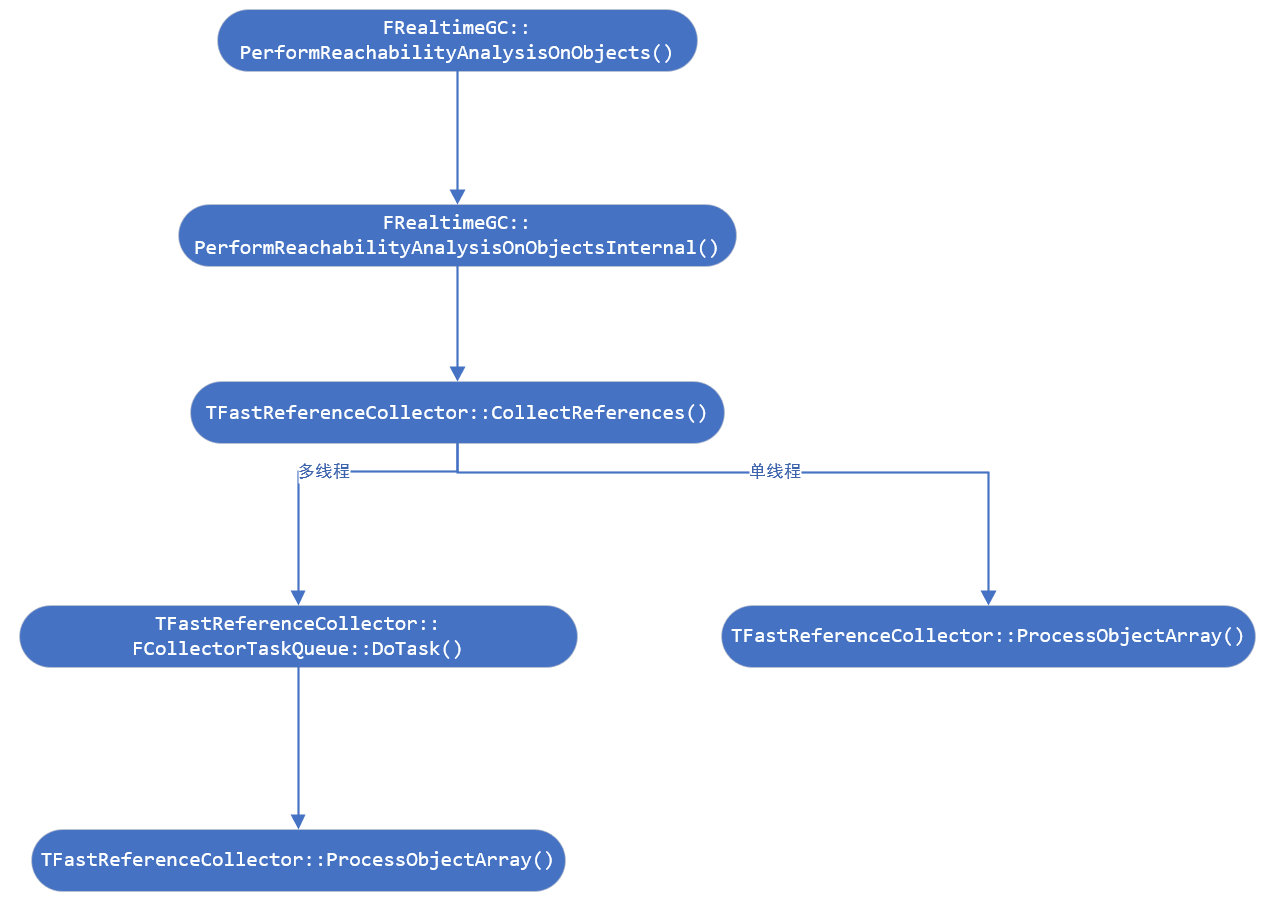 FRealtimeGC::
PerformReachabilityAnalysisOnObjects()
FRealtimeGC::
PerformReachabilityAnalysisOnObjectsInternal()
TFastReferenceCollector::CollectReferences()
多线程
单线程
TFastReferenceCollector::
FCollectorTaskQueue::DoTask()
TFastReferenceCollector::ProcessObjectArray()
TFastReferenceCollector::ProcessObjectArray()